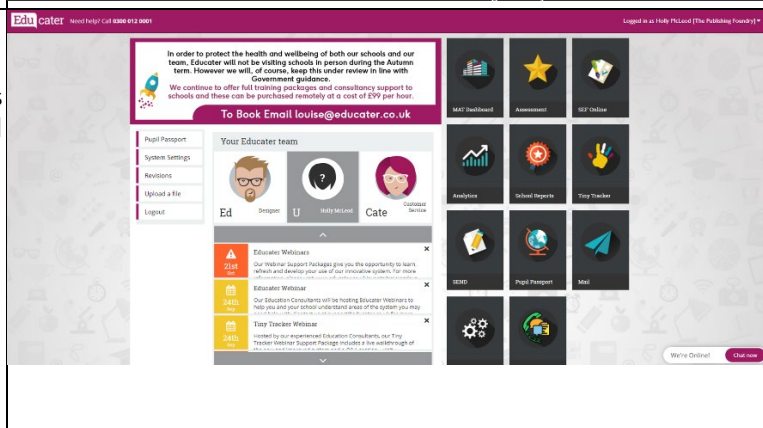 Edu cater Need help? Call 0300 012 0001
Logged in as Holly McLeod [The Publishing Foundry]
In order to protect the health and wellbeing of both our schools and our
team, Educater will not be visiting schools in person during the Autumn
term. However we will, of course, keep this under review in line with
Government guidance.
We continue to offer full training packages and consultancy support to
schools and these can be purchased remotely at a cost of £99 per hour.
To Book Email louise@educater.co.uk
Pupil Passport
System Settings
Revisions
Upload a file
Logout
Your Educater team
Ed Designer
U Holly McLeod
Cate Customer
Service
21st
Educater Webinars
Our Webinar Support Packages give you the opportunity to learn,
refresh and develop your use of our innovative system. For more
24th
Educater Webinar
Our Education Consultants will be hosting Educater Webinars to
help you and your school understand areas of the system you may
24th
Tiny Tracker Webinar
Hosted by our experienced Education Consultants, our Tiny
Tracker Webinar Support Package includes a live walkthrough of
MAT Dashboard
Assessment
SEF Online
Analytics
School Reports
Tiny Tracker
SEND
Pupil Passport
Mail
We're Online!
Chat now